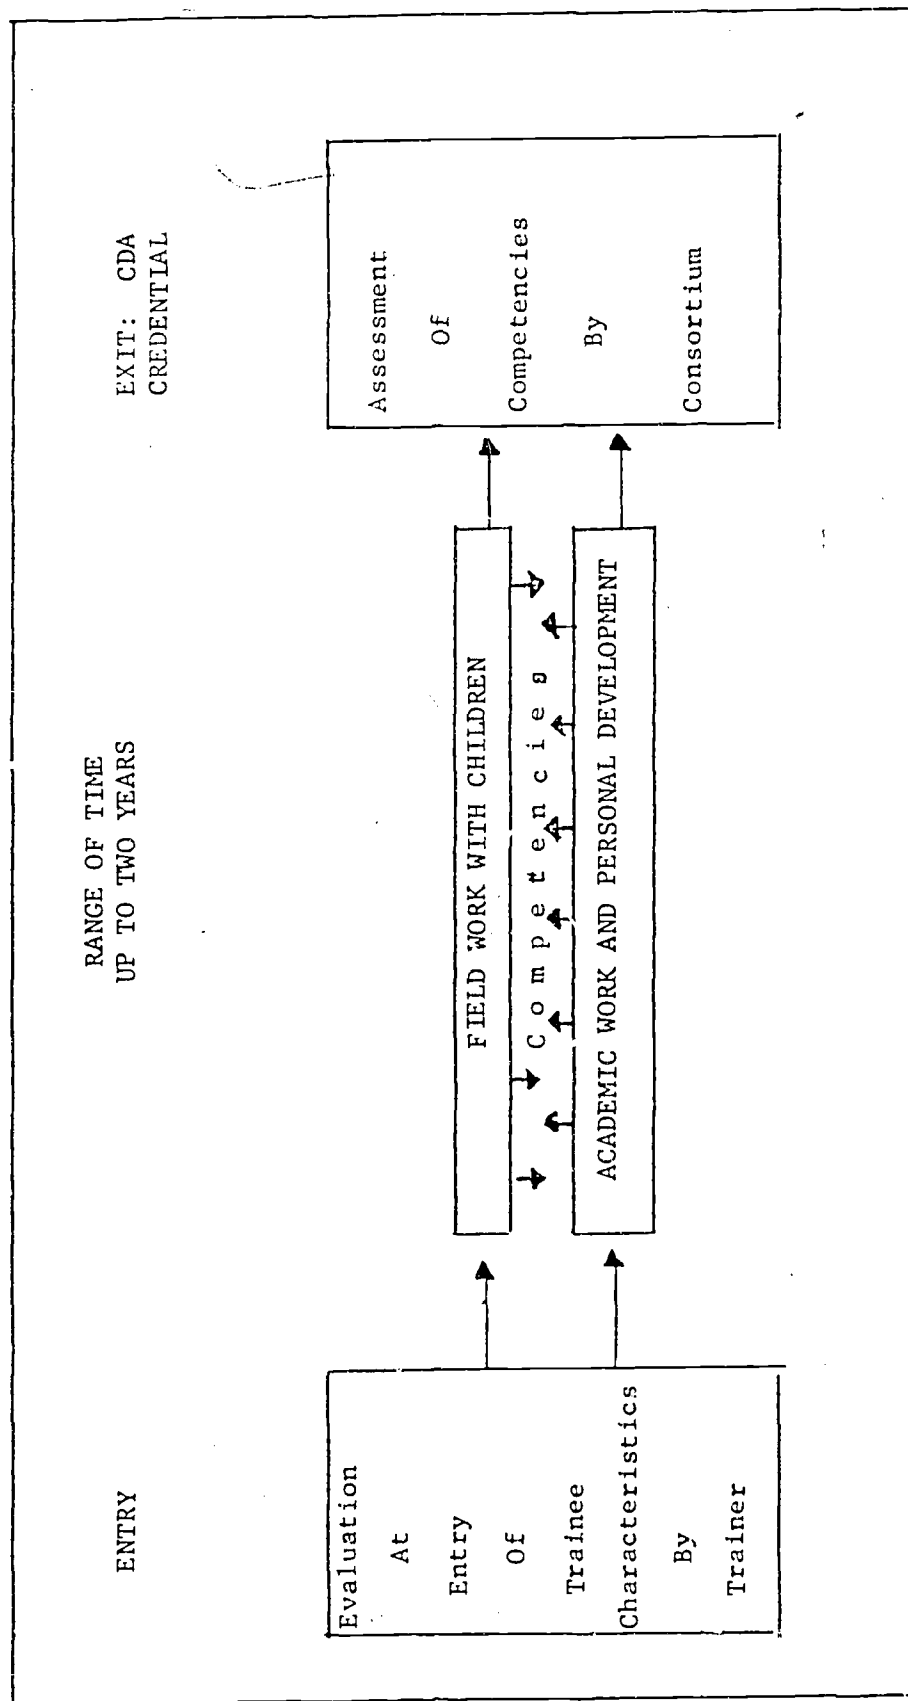 ENTRY
RANGE OF TIME
UP TO TWO YEARS
EXIT: CDA
CREDENTIAL
Evaluation
At
Entry
Of
Trainee
Characteristics
By
Trainer
FIELD WORK WITH CHILDREN
Competencies
ACADEMIC WORK AND PERSONAL DEVELOPMENT
Assessment
Of
Competencies
By
Consortium